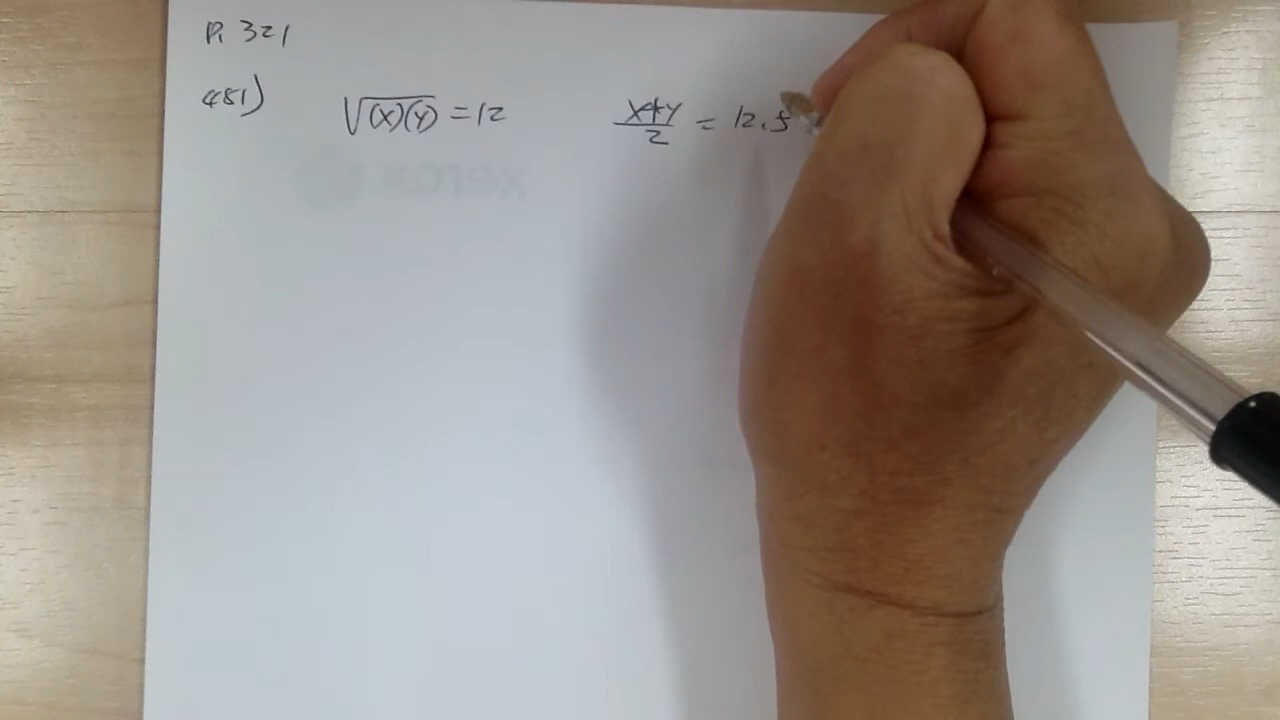 P. 321
481) √(x)(y) = 12 x+y/2 = 12.5